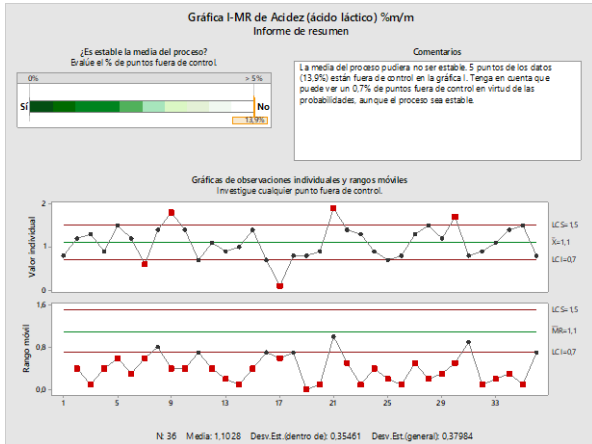 Gráfica I-MR de Acidez (ácido láctico) %m/m
Informe de resumen
¿Es estable la media del proceso?
Evalúe el % de puntos fuera de control.
0%
> 5%
Sí
No
13,9%
Comentarios
La media del proceso pudiera no ser estable. 5 puntos de los datos
(13,9%) están fuera de control en la gráfica I. Tenga en cuenta que
puede ver un 0,7% de puntos fuera de control en virtud de las
probabilidades, aunque el proceso sea estable.
Gráficas de observaciones individuales y rangos móviles
Investigue cualquier punto fuera de control.
Valor individual
2
1
0
LCS=1,5
X=1,1
LCI=0,7
Rango móvil
1,6
0,8
0,0
LCS=1,5
MR=1,1
LCI=0,7
1 5 9 13 17 21 25 29 33
N: 36 Media: 1,1028 Desv.Est.(dentro de): 0,35461 Desv.Est.(general): 0,37984